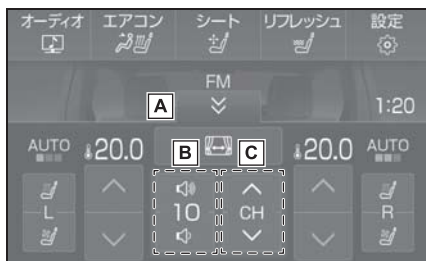 オーディオ エアコン シート リフレッシュ 設定
FM
A
1:20
AUTO 20.0 B C 20.0 AUTO
L 10 CH R